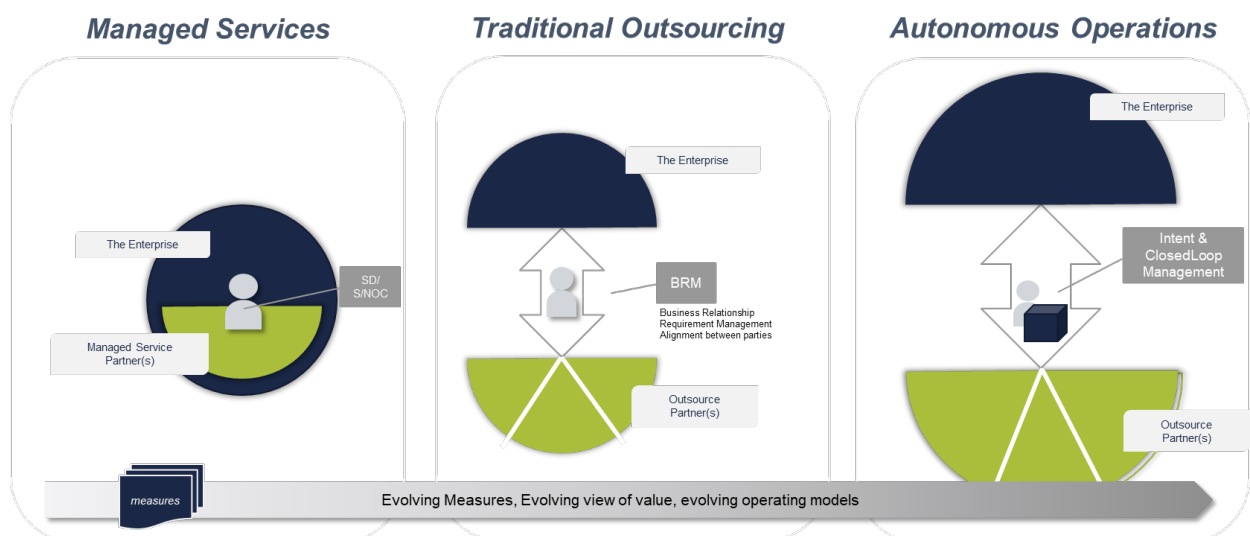 Managed Services
The Enterprise
SD/
S/NOC
Managed Service
Partner(s)
Traditional Outsourcing
The Enterprise
BRM
Business Relationship
Requirement Management
Alignment between parties
Outsource
Partner(s)
Autonomous Operations
The Enterprise
Intent &
ClosedLoop
Management
Outsource
Partner(s)
measures
Evolving Measures, Evolving view of value, evolving operating models